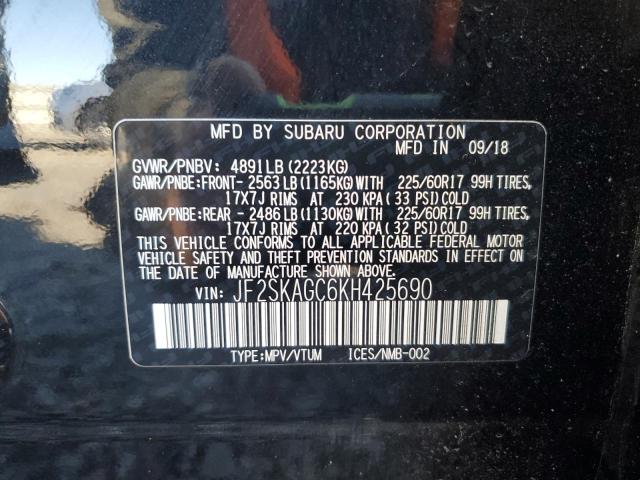 MFD BY SUBARU CORPORATION
MFD IN 09/18
GVWR/PNBV: 4891LB (2223KG)
GAWR/PNBE:FRONT- 2563LB (1165KG)WITH 225/60R17 99H TIRES,
17X7J RIMS AT 230 KPA (33 PSI)COLD
GAWR/PNBE:REAR - 2486LB (1130KG)WITH 225/60R17 99H TIRES,
17X7J RIMS AT 220 KPA (32 PSI)COLD
THIS VEHICLE CONFORMS TO ALL APPLICABLE FEDERAL MOTOR
VEHICLE SAFETY AND THEFT PREVENTION STANDARDS IN EFFECT
ON THE DATE OF MANUFACTURE SHOWN ABOVE.
VIN: JF2SKAGC6KH425690
TYPE:MPV/VTUM ICES/NMB-002